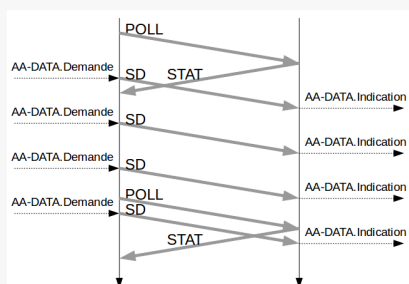 POLL
AA-DATA.Demande
SD
STAT
AA-DATA.Indication
AA-DATA.Demande
SD
AA-DATA.Indication
AA-DATA.Demande
SD
AA-DATA.Indication
POLL
AA-DATA.Demande
SD
AA-DATA.Indication
STAT